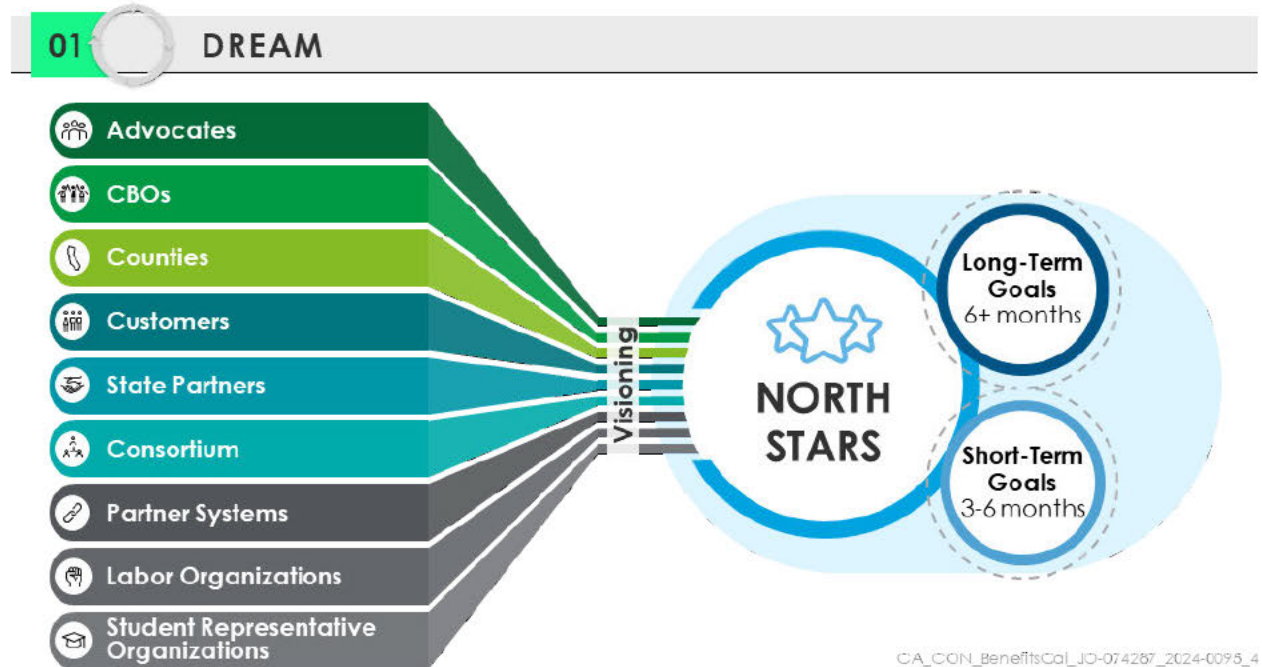 01 DREAM
Advocates
CBOs
Counties
Customers
State Partners
Consortium
Partner Systems
Labor Organizations
Student Representative
Organizations
Visioning
NORTH
STARS
Long-Term
Goals
6+ months
Short-Term
Goals
3-6 months
CA_CON_BenefitsCal_JO-074287_2024-0095_4